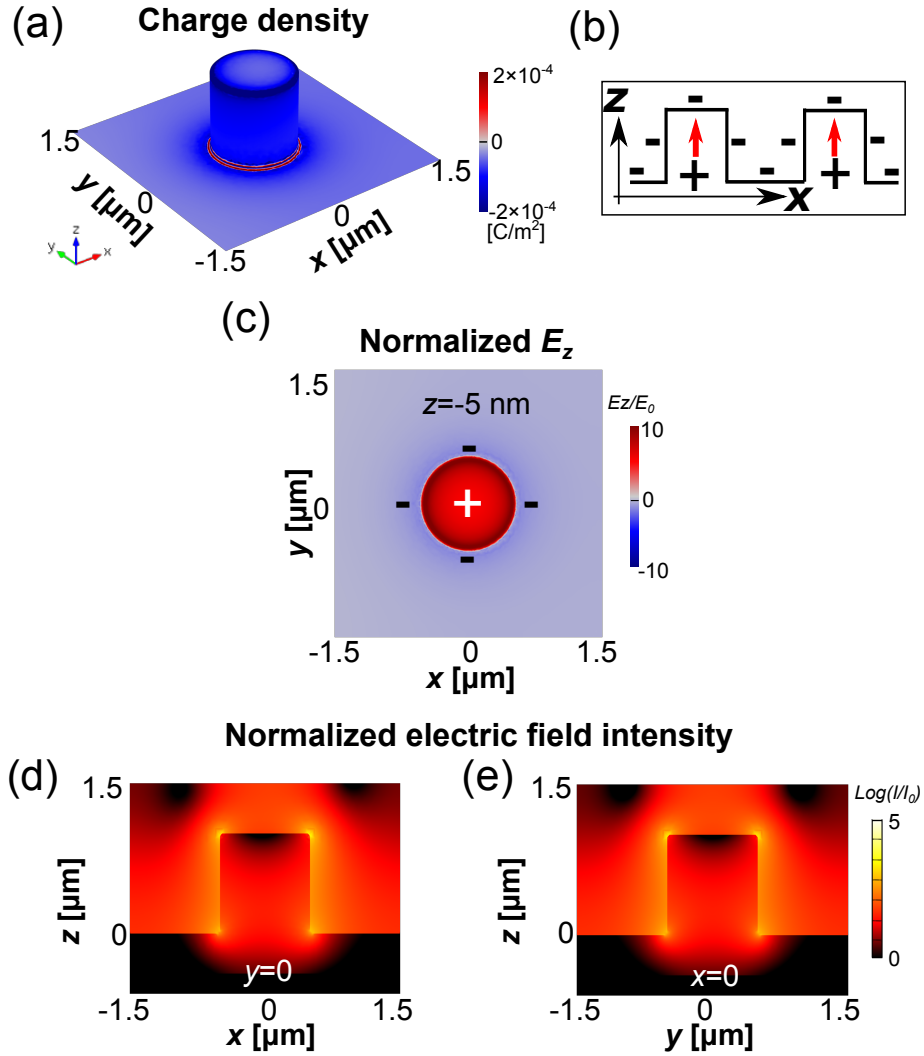 (a)
Charge density
2×10⁻⁴
0
-2×10⁻⁴
[C/m²]
1.5
y [µm]
0
-1.5
x [µm]
0
1.5
z
y
x
(b)
z
- - - - - - - -
+ +
x
(c)
Normalized Ez
1.5
y [µm]
0
z=-5 nm
-
- + -
-
-1.5
0
1.5
x [µm]
Ez/E0
10
0
-10
Normalized electric field intensity
(d)
1.5
z [µm]
0
y=0
-1.5
0
1.5
x [µm]
(e)
1.5
z [µm]
0
x=0
-1.5
0
1.5
y [µm]
Log(I/I0)
5
0